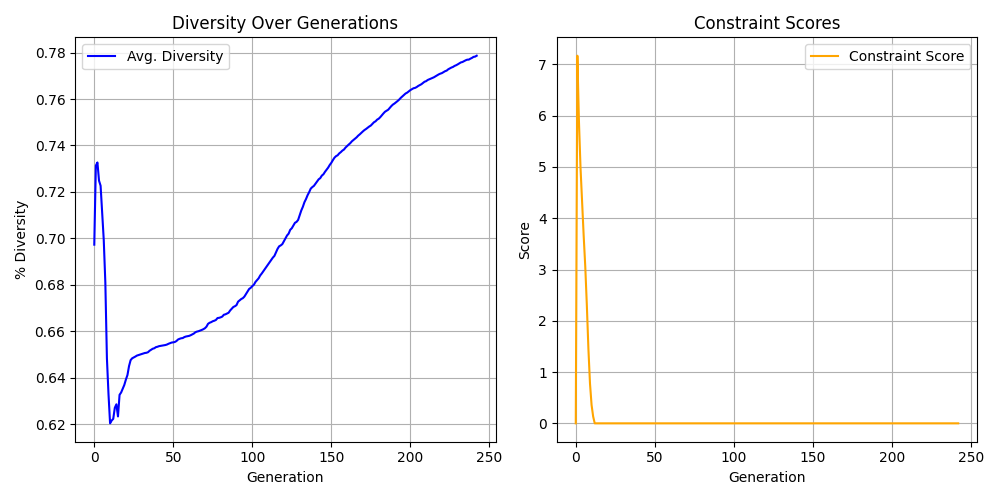 Diversity Over Generations
Avg. Diversity
% Diversity
0.78
0.76
0.74
0.72
0.70
0.68
0.66
0.64
0.62
0 50 100 150 200 250
Generation
Constraint Scores
Constraint Score
Score
7
6
5
4
3
2
1
0
0 50 100 150 200 250
Generation